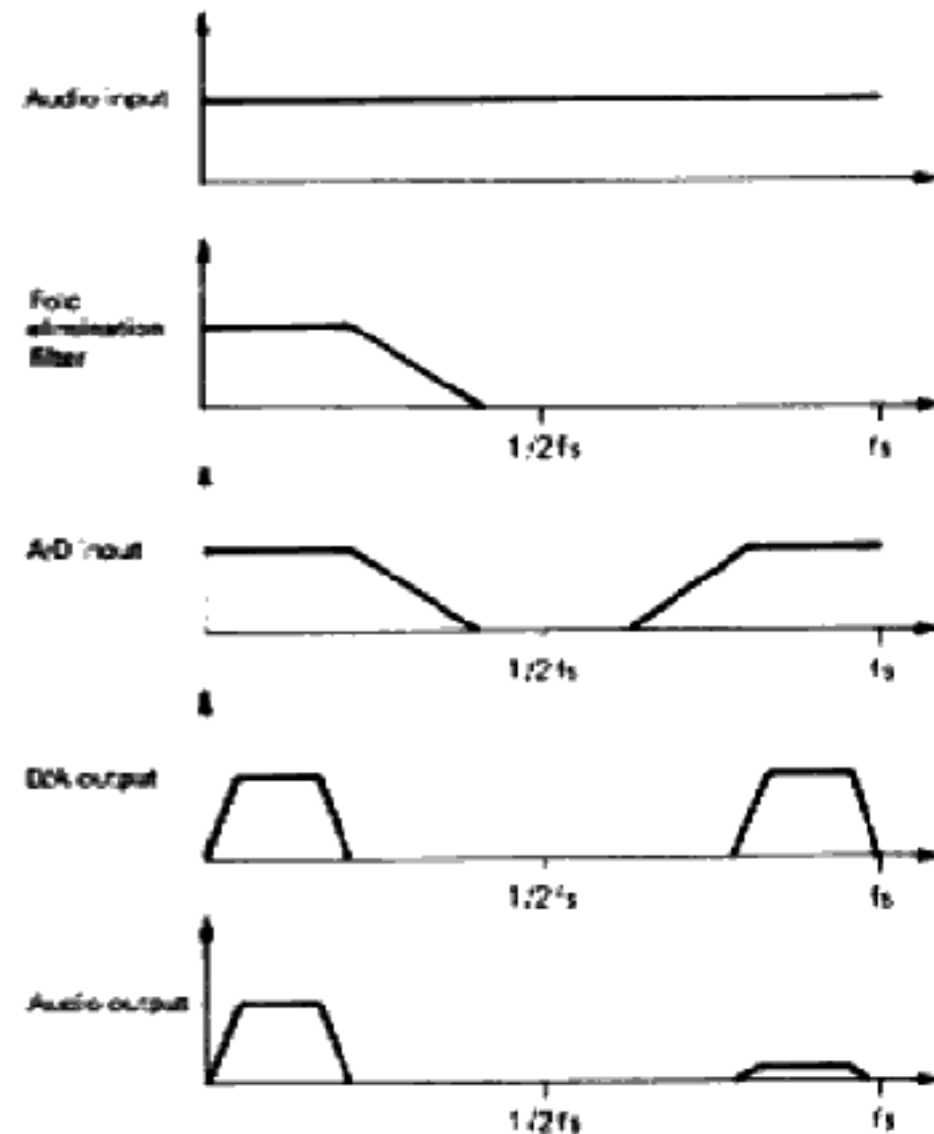 Audio input
elimination
filter
1/2fs
fs
A/D input
1/2fs
fs
D/A output
1/2fs
fs
Audio output
1/2fs
fs